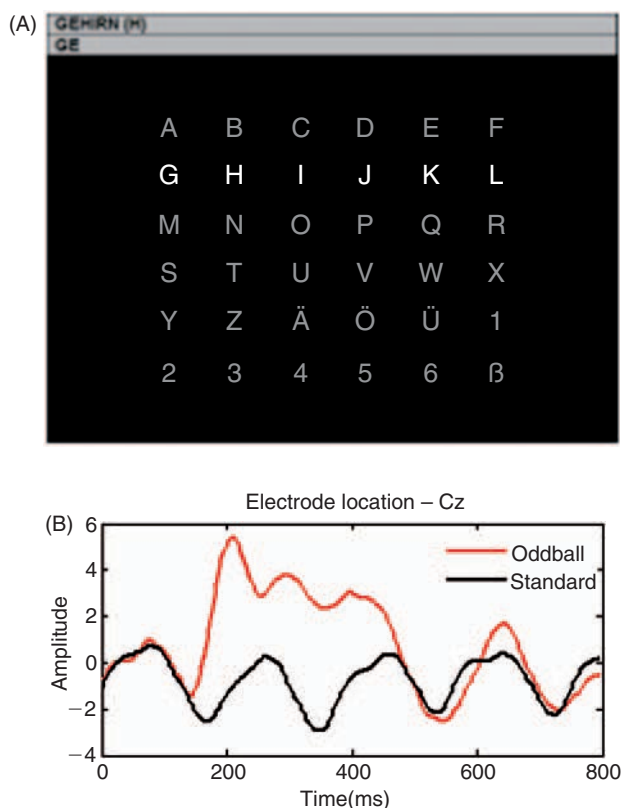 (A)
GEHIRN (H)
GE
A B C D E F
G H I J K L
M N O P Q R
S T U V W X
Y Z Ä Ö Ü 1
2 3 4 5 6 ß
Electrode location – Cz
(B)
6
4
2
0
−2
−4
Amplitude
Oddball
Standard
0 200 400 600 800
Time(ms)